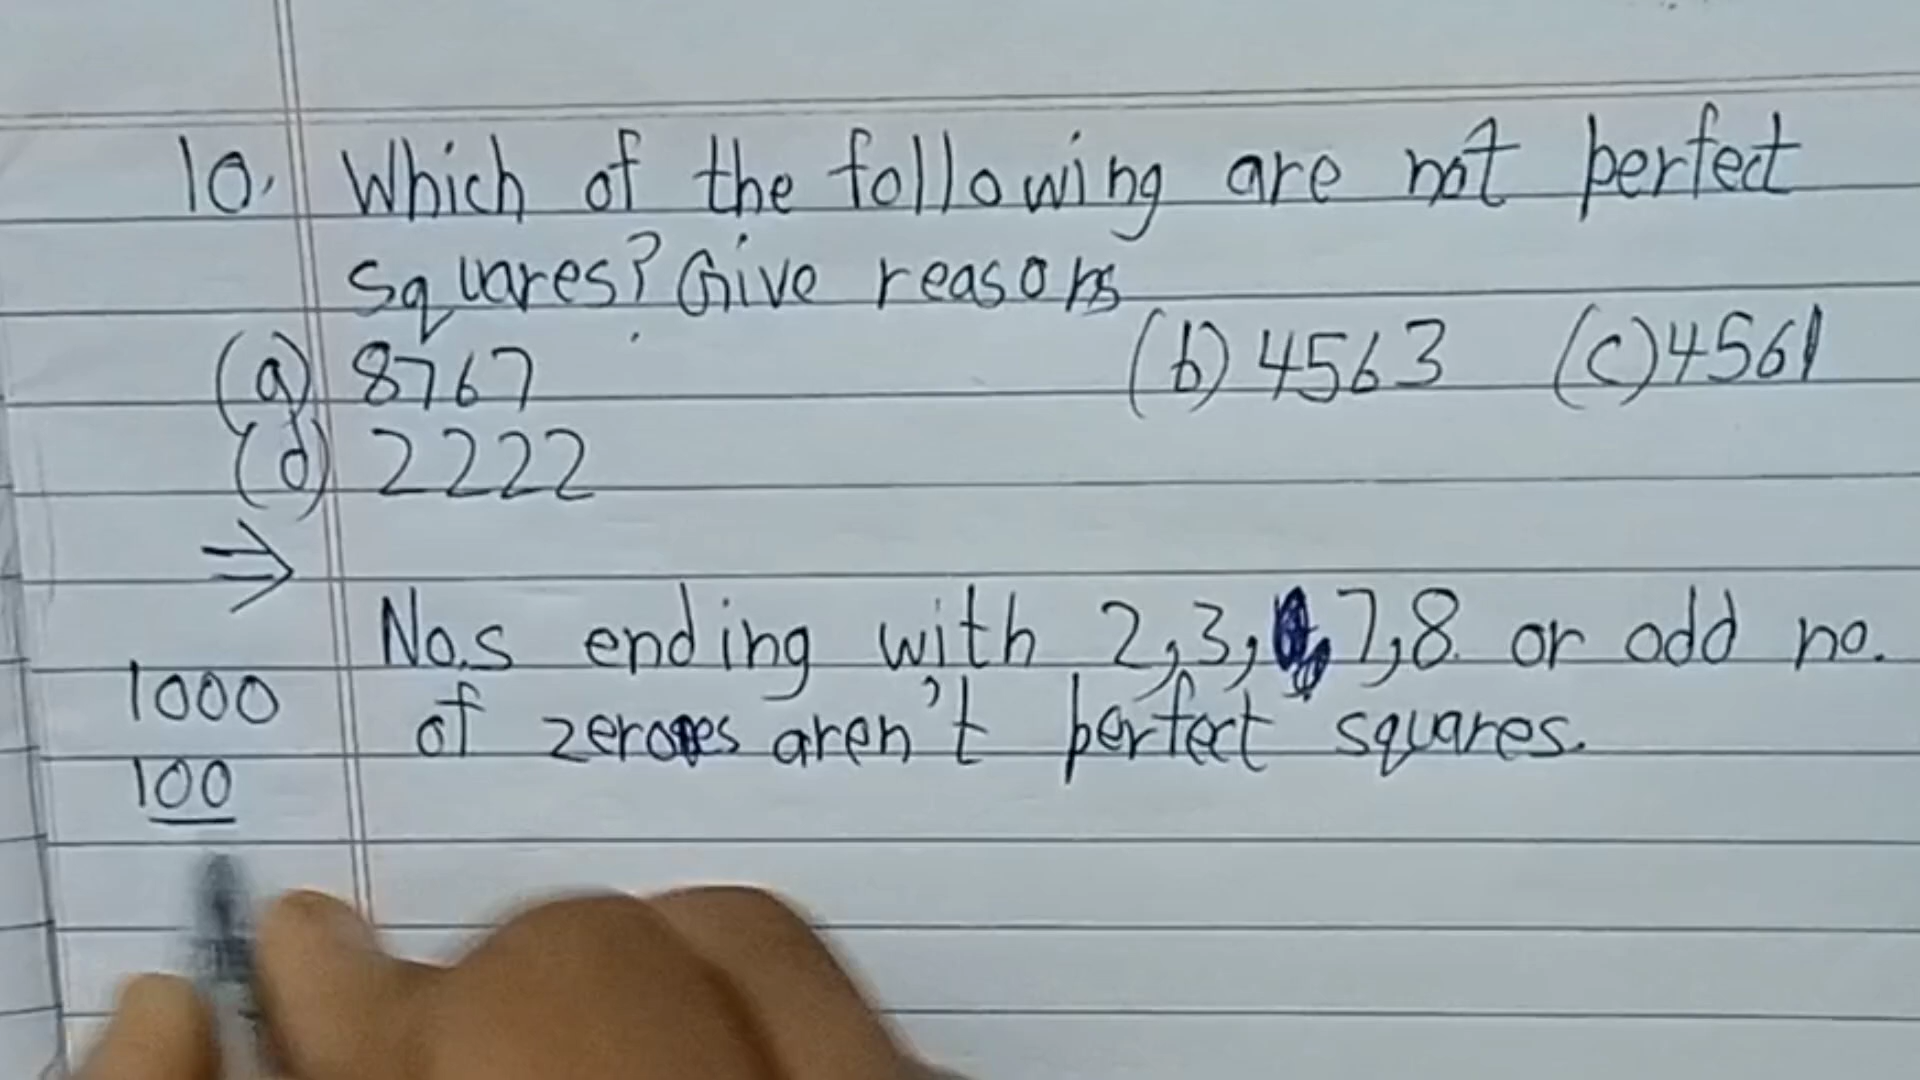 10. Which of the following are not perfect
squares? Give reasons
(a) 8767 (b) 4563 (c) 4561
(d) 2222
⇒
No.s ending with 2,3, 7,8 or odd no.
1000 of zeroes aren't perfect squares.
100